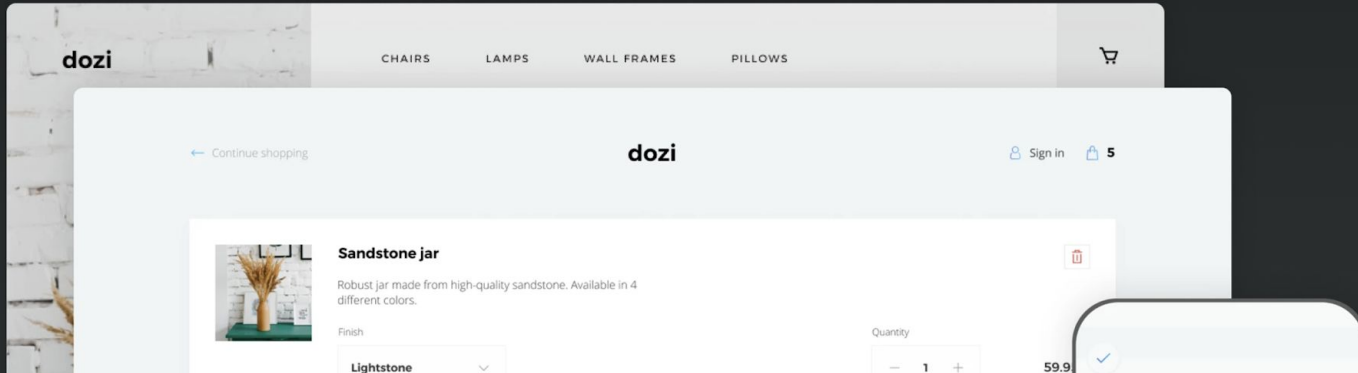 dozi
CHAIRS LAMPS WALL FRAMES PILLOWS
Continue shopping
dozi
Sign in
5
Sandstone jar
Robust jar made from high-quality sandstone. Available in 4
different colors.
Finish
Quantity
Lightstone
1
59.9